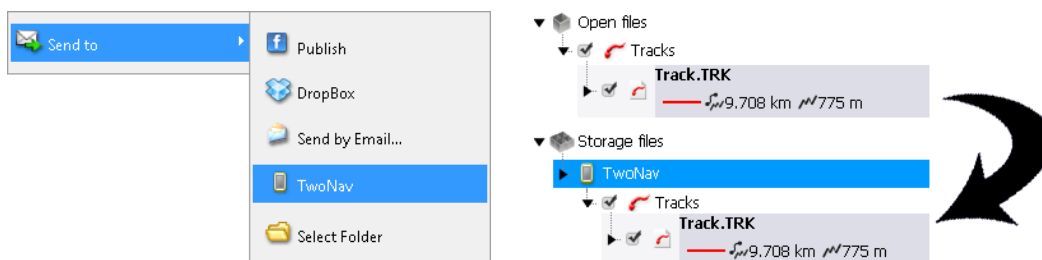 Send to
Publish
DropBox
Send by Email...
TwoNav
Select Folder
Open files
Tracks
Track.TRK
9.708 km 775 m
Storage files
TwoNav
Tracks
Track.TRK
9.708 km 775 m